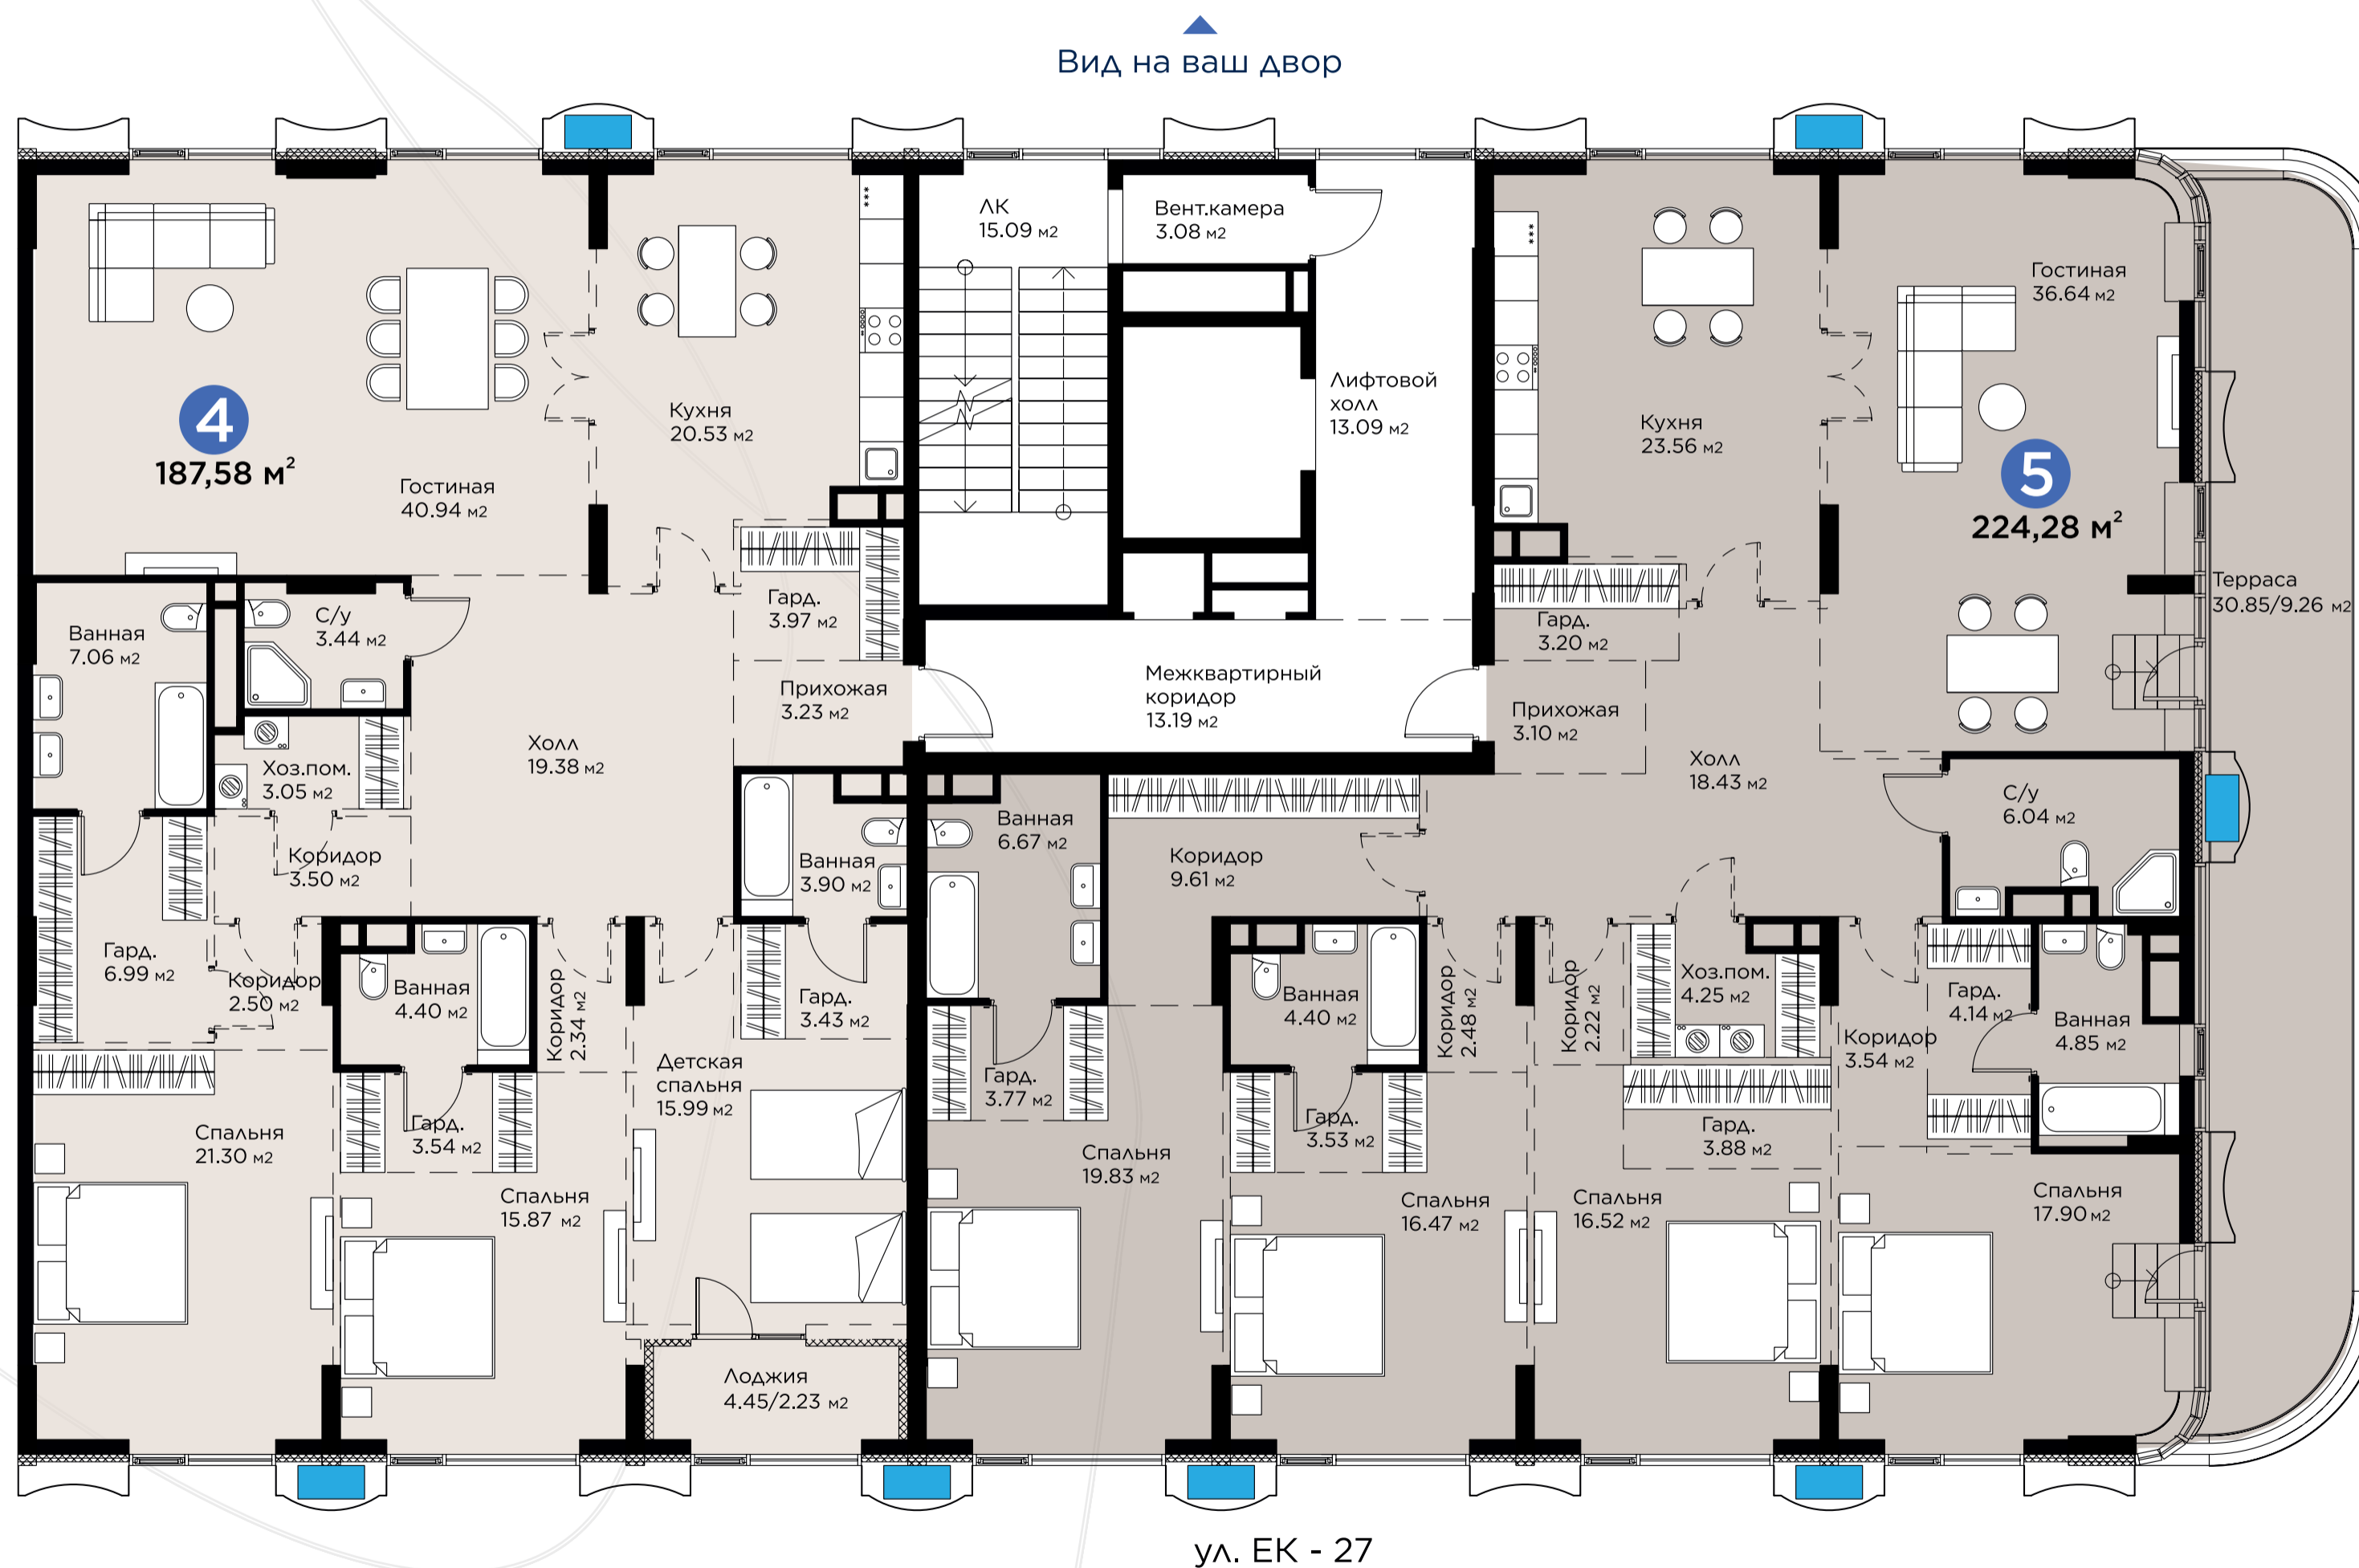 Вид на ваш двор
ЛК
15.09 м2
Вент.камера
3.08 м2
Лифтовой
холл
13.09 м2
Межквартирный
коридор
13.19 м2
4
187,58 м²
Гостиная
40.94 м2
Кухня
20.53 м2
Ванная
7.06 м2
С/у
3.44 м2
Гард.
3.97 м2
Прихожая
3.23 м2
Холл
19.38 м2
Хоз.пом.
3.05 м2
Коридор
3.50 м2
Ванная
3.90 м2
Гард.
6.99 м2
Коридор
2.50 м2
Ванная
4.40 м2
Коридор
2.34 м2
Гард.
3.43 м2
Детская
спальня
15.99 м2
Гард.
3.54 м2
Спальня
21.30 м2
Спальня
15.87 м2
Лоджия
4.45/2.23 м2
Кухня
23.56 м2
Гостиная
36.64 м2
5
224,28 м²
Терраса
30.85/9.26 м2
Гард.
3.20 м2
Прихожая
3.10 м2
Холл
18.43 м2
С/у
6.04 м2
Ванная
6.67 м2
Коридор
9.61 м2
Ванная
4.40 м2
Коридор
2.48 м2
Коридор
2.22 м2
Хоз.пом.
4.25 м2
Гард.
4.14 м2
Коридор
3.54 м2
Ванная
4.85 м2
Гард.
3.77 м2
Гард.
3.53 м2
Гард.
3.88 м2
Спальня
19.83 м2
Спальня
16.47 м2
Спальня
16.52 м2
Спальня
17.90 м2
ул. ЕК - 27